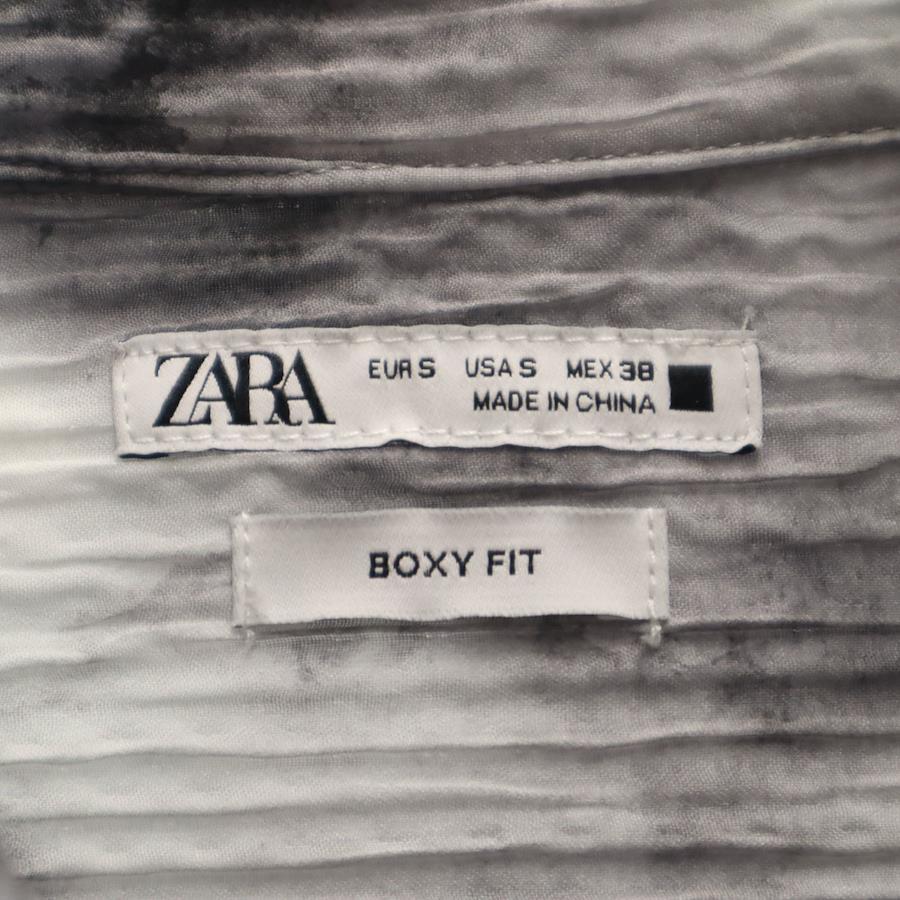 ZARA EUR S USA S MEX 38
MADE IN CHINA
BOXY FIT